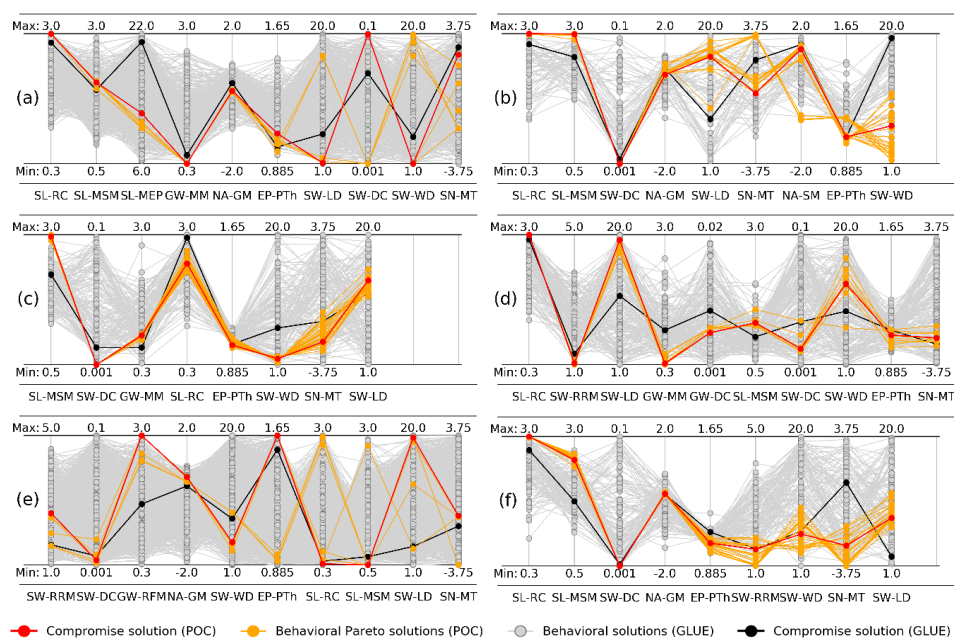 Max: 3.0 3.0 22.0 3.0 2.0 1.65 20.0 0.1 20.0 3.75
(a)
Min: 0.3 0.5 6.0 0.3 -2.0 0.885 1.0 0.001 1.0 -3.75
SL-RC SL-MSM SL-MEP GW-MM NA-GM EP-PTh SW-LD SW-DC SW-WD SN-MT
Max: 3.0 3.0 0.1 2.0 20.0 3.75 2.0 1.65 20.0
(b)
Min: 0.3 0.5 0.001 -2.0 1.0 -3.75 -2.0 0.885 1.0
SL-RC SL-MSM SW-DC NA-GM SW-LD SN-MT NA-SM EP-PTh SW-WD
Max: 3.0 0.1 3.0 3.0 1.65 20.0 3.75 20.0
(c)
Min: 0.5 0.001 0.3 0.3 0.885 1.0 -3.75 1.0
SL-MSM SW-DC GW-MM SL-RC EP-PTh SW-WD SN-MT SW-LD
Max: 3.0 5.0 20.0 3.0 0.02 3.0 0.1 20.0 1.65 3.75
(d)
Min: 0.3 1.0 1.0 0.3 0.001 0.5 0.001 1.0 0.885 -3.75
SL-RC SW-RRM SW-LD GW-MM GW-DC SL-MSM SW-DC SW-WD EP-PTh SN-MT
Max: 5.0 0.1 3.0 2.0 20.0 1.65 3.0 3.0 20.0 3.75
(e)
Min: 1.0 0.001 0.3 -2.0 1.0 0.885 0.3 0.5 1.0 -3.75
SW-RRM SW-DC GW-RFM NA-GM SW-WD EP-PTh SL-RC SL-MSM SW-LD SN-MT
Max: 3.0 3.0 0.1 2.0 1.65 5.0 20.0 3.75 20.0
(f)
Min: 0.3 0.5 0.001 -2.0 0.885 1.0 1.0 -3.75 1.0
SL-RC SL-MSM SW-DC NA-GM EP-PTh SW-RRM SW-WD SN-MT SW-LD
Compromise solution (POC) Behavioral Pareto solutions (POC) Behavioral solutions (GLUE) Compromise solution (GLUE)